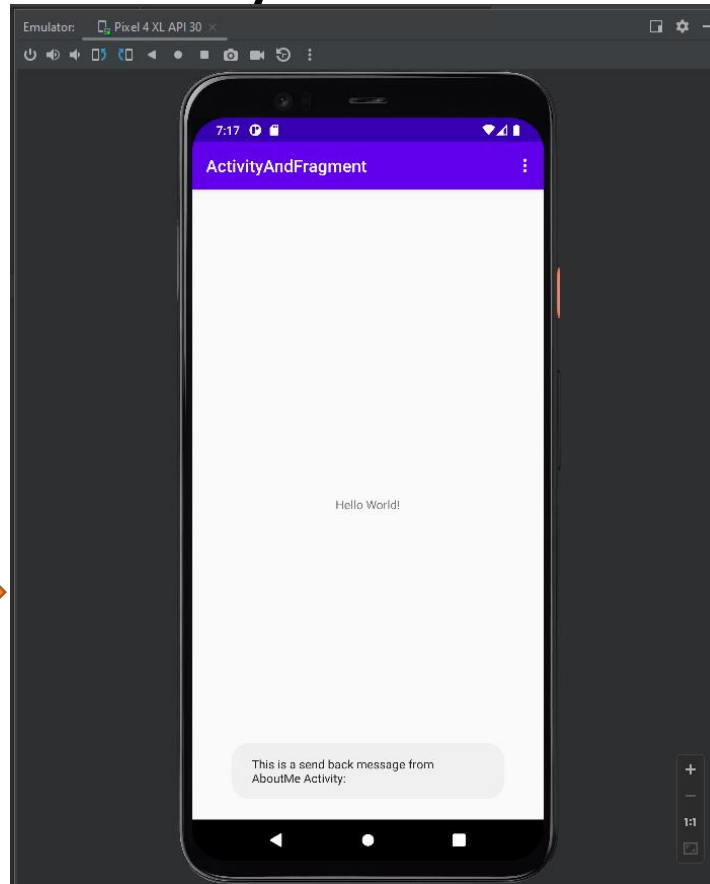 Emulator: Pixel 4 XL API 30
7:17
ActivityAndFragment
Hello World!
This is a send back message from
AboutMe Activity:
1:1